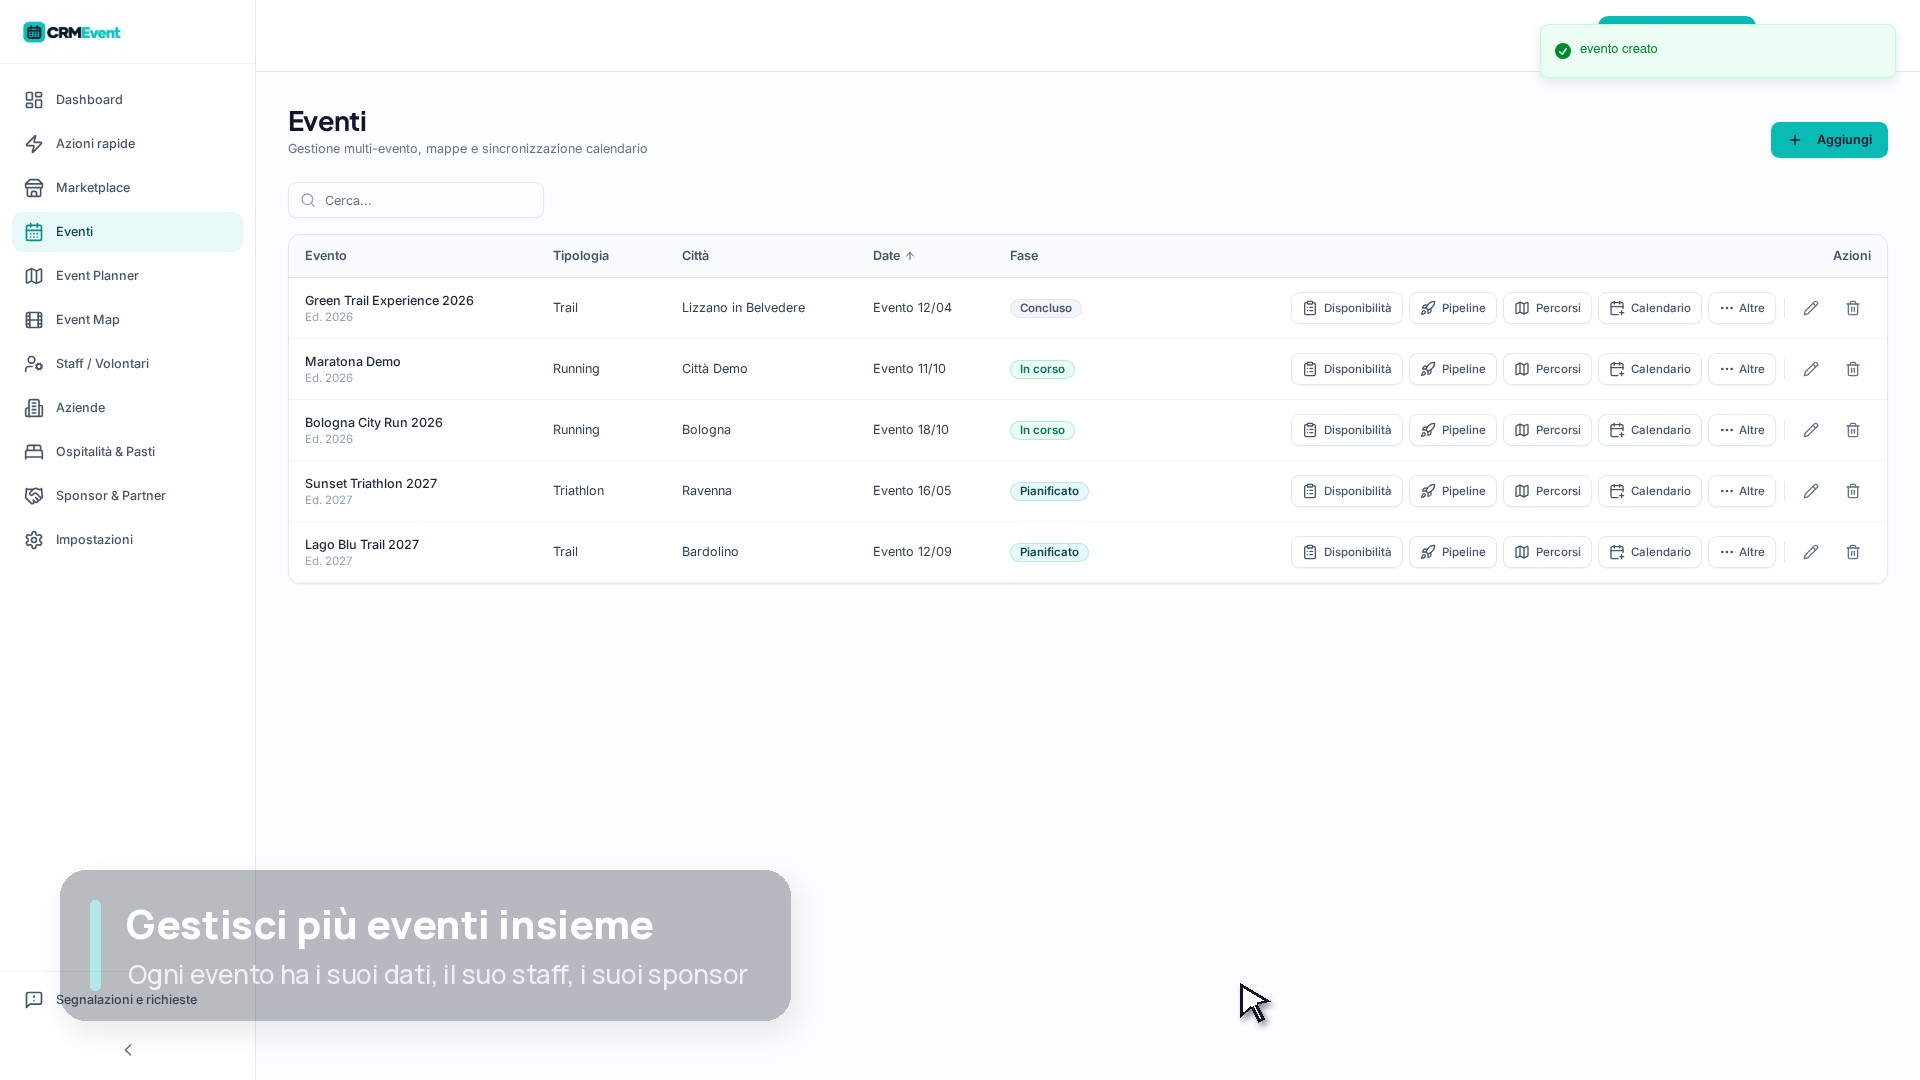 CRMEvent
evento creato
Dashboard
Azioni rapide
Marketplace
Eventi
Event Planner
Event Map
Staff / Volontari
Aziende
Ospitalità & Pasti
Sponsor & Partner
Impostazioni
Eventi
Gestione multi-evento, mappe e sincronizzazione calendario
Aggiungi
Cerca...
Evento Tipologia Città Date Fase Azioni
Green Trail Experience 2026 Trail Lizzano in Belvedere Evento 12/04 Concluso Disponibilità Pipeline Percorsi Calendario Altre
Ed. 2026
Maratona Demo Running Città Demo Evento 11/10 In corso Disponibilità Pipeline Percorsi Calendario Altre
Ed. 2026
Bologna City Run 2026 Running Bologna Evento 18/10 In corso Disponibilità Pipeline Percorsi Calendario Altre
Ed. 2026
Sunset Triathlon 2027 Triathlon Ravenna Evento 16/05 Pianificato Disponibilità Pipeline Percorsi Calendario Altre
Ed. 2027
Lago Blu Trail 2027 Trail Bardolino Evento 12/09 Pianificato Disponibilità Pipeline Percorsi Calendario Altre
Ed. 2027
Gestisci più eventi insieme
Ogni evento ha i suoi dati, il suo staff, i suoi sponsor
Segnalazioni e richieste